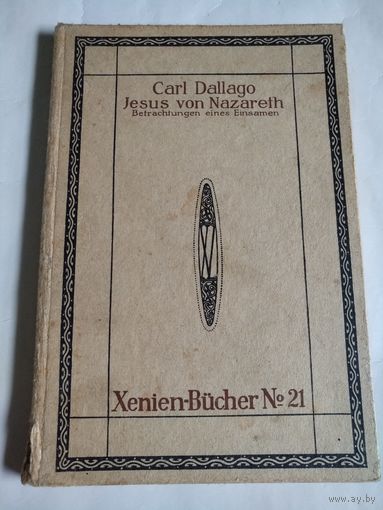 Carl Dallago
Jesus von Nazareth
Betrachtungen eines Einsamen
Xenien-Bücher No 21
www.ay.by